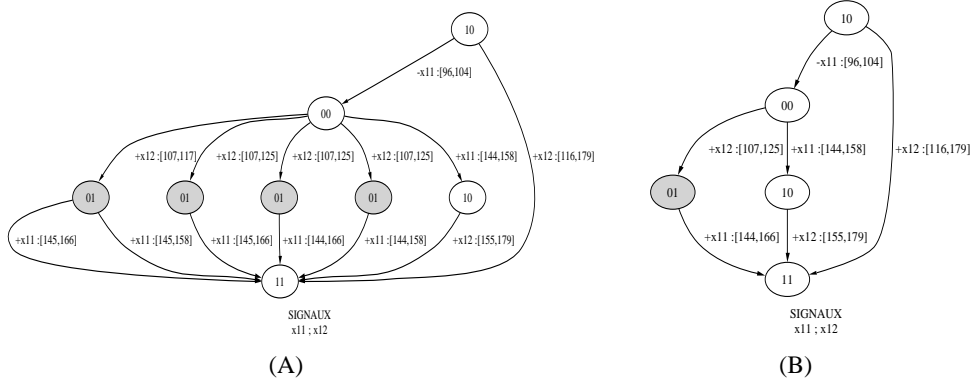 10
-x11 :[96,104]
00
+x12 :[107,117]
+x12 :[107,125]
+x12 :[107,125]
+x12 :[107,125]
+x11 :[144,158]
+x12 :[116,179]
01
01
01
01
10
+x11 :[145,166]
+x11 :[145,158]
+x11 :[145,166]
+x11 :[144,166]
+x11 :[144,158]
+x12 :[155,179]
11
SIGNAUX
x11 ; x12
(A)
10
-x11 :[96,104]
00
+x12 :[107,125]
+x11 :[144,158]
+x12 :[116,179]
01
10
+x11 :[144,166]
+x12 :[155,179]
11
SIGNAUX
x11 ; x12
(B)